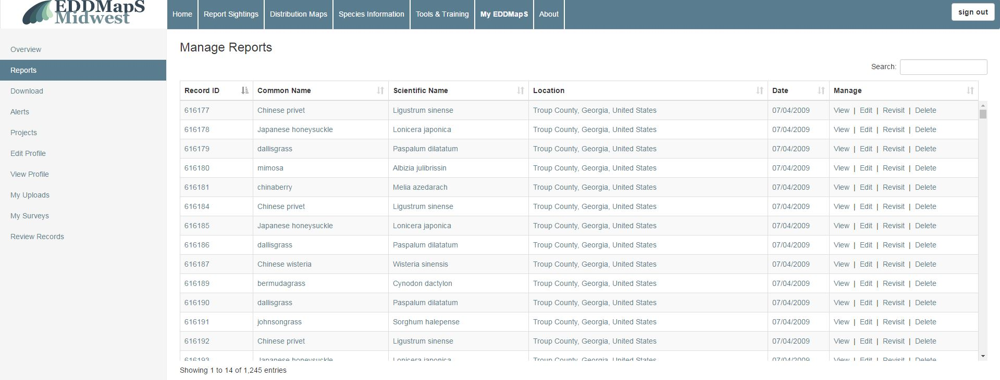 EDDMapS
Midwest
Home
Report Sightings
Distribution Maps
Species Information
Tools & Training
My EDDMapS
About
sign out
Overview
Reports
Download
Alerts
Projects
Edit Profile
View Profile
My Uploads
My Surveys
Review Records
Manage Reports
Search:
Record ID Common Name Scientific Name Location Date Manage
616177 Chinese privet Ligustrum sinense Troup County, Georgia, United States 07/04/2009 View | Edit | Revisit | Delete
616178 Japanese honeysuckle Lonicera japonica Troup County, Georgia, United States 07/04/2009 View | Edit | Revisit | Delete
616179 dallisgrass Paspalum dilatatum Troup County, Georgia, United States 07/04/2009 View | Edit | Revisit | Delete
616180 mimosa Albizia julibrissin Troup County, Georgia, United States 07/04/2009 View | Edit | Revisit | Delete
616181 chinaberry Melia azedarach Troup County, Georgia, United States 07/04/2009 View | Edit | Revisit | Delete
616184 Chinese privet Ligustrum sinense Troup County, Georgia, United States 07/04/2009 View | Edit | Revisit | Delete
616185 Japanese honeysuckle Lonicera japonica Troup County, Georgia, United States 07/04/2009 View | Edit | Revisit | Delete
616186 dallisgrass Paspalum dilatatum Troup County, Georgia, United States 07/04/2009 View | Edit | Revisit | Delete
616187 Chinese wisteria Wisteria sinensis Troup County, Georgia, United States 07/04/2009 View | Edit | Revisit | Delete
616189 bermudagrass Cynodon dactylon Troup County, Georgia, United States 07/04/2009 View | Edit | Revisit | Delete
616190 dallisgrass Paspalum dilatatum Troup County, Georgia, United States 07/04/2009 View | Edit | Revisit | Delete
616191 johnsongrass Sorghum halepense Troup County, Georgia, United States 07/04/2009 View | Edit | Revisit | Delete
616192 Chinese privet Ligustrum sinense Troup County, Georgia, United States 07/04/2009 View | Edit | Revisit | Delete
616193 Japanese honeysuckle Lonicera japonica Troup County, Georgia, United States 07/04/2009 View | Edit | Revisit | Delete
Showing 1 to 14 of 1,245 entries